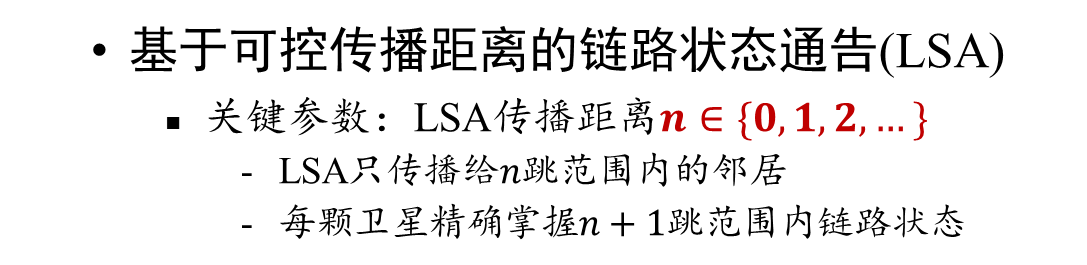 • 基于可控传播距离的链路状态通告(LSA)
▪ 关键参数：LSA传播距离n ∈ {0, 1, 2, … }
- LSA只传播给n跳范围内的邻居
- 每颗卫星精确掌握n + 1跳范围内链路状态